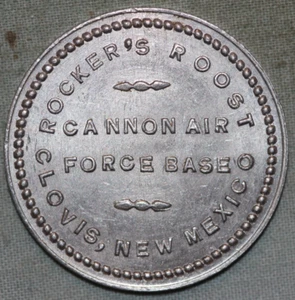 ROCKER'S ROOST
CANNON AIR
FORCE BASE
CLOVIS, NEW MEXICO